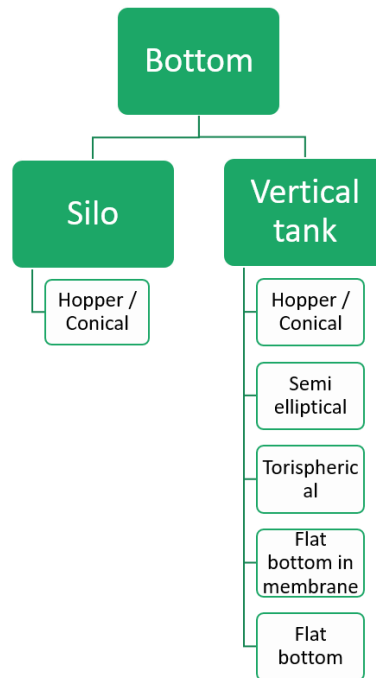 Bottom
Silo
Vertical
tank
Hopper /
Conical
Hopper /
Conical
Semi
elliptical
Torispheric
al
Flat
bottom in
membrane
Flat
bottom